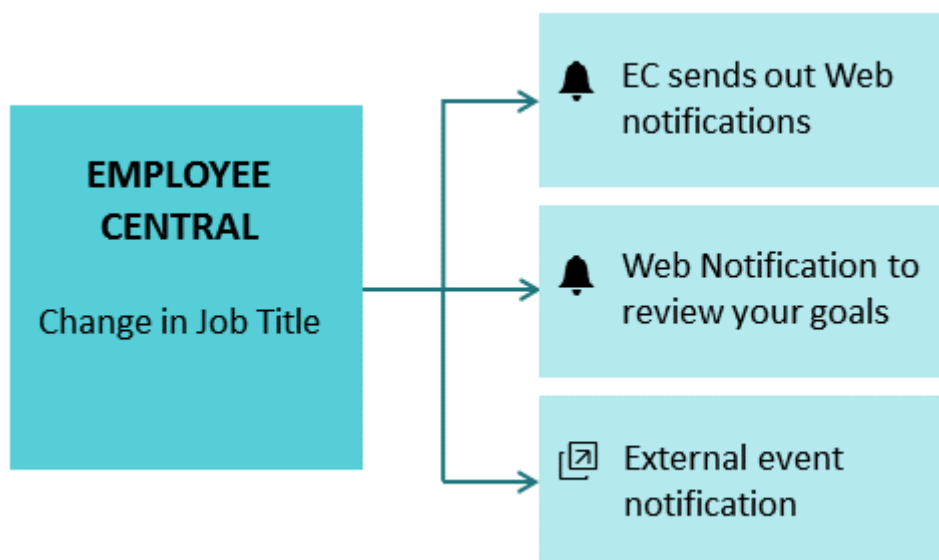 EMPLOYEE
CENTRAL
Change in Job Title
EC sends out Web
notifications
Web Notification to
review your goals
External event
notification